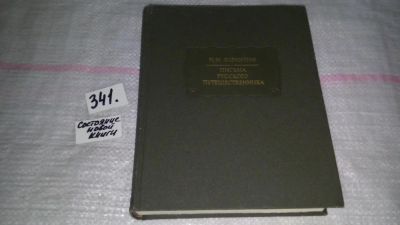 341.
Состояние
новой
книги
Н.М. КАРАМЗИН
ПИСЬМА
РУССКОГО
ПУТЕШЕСТВЕННИКА